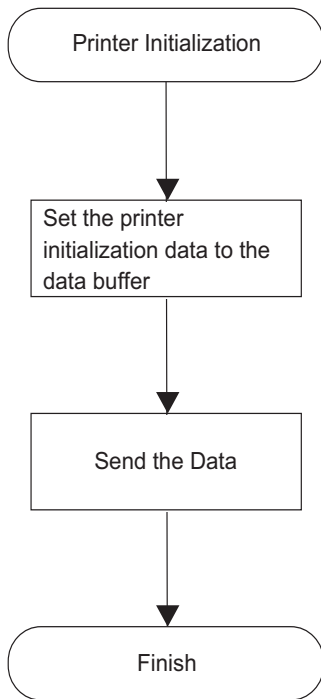 Printer Initialization
Set the printer
initialization data to the
data buffer
Send the Data
Finish